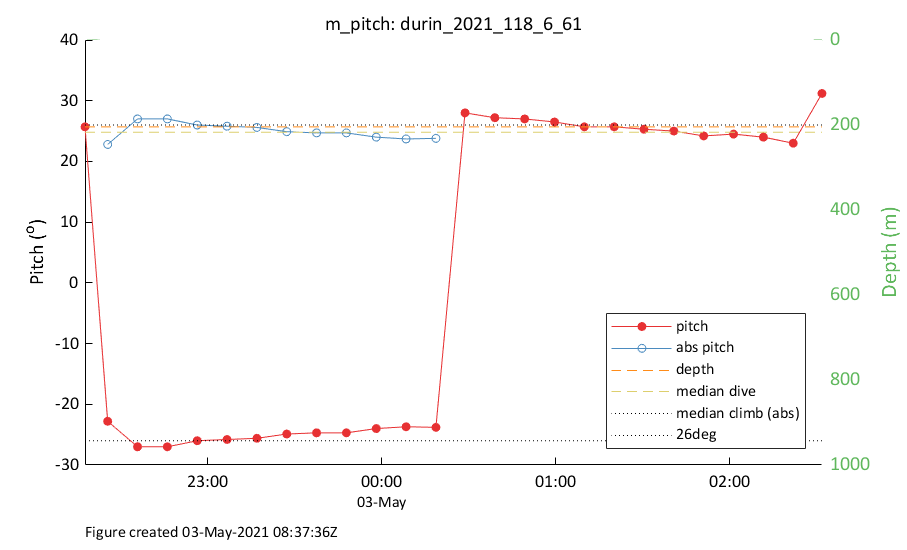 m_pitch: durin_2021_118_6_61
40
30
20
10
0
-10
-20
-30
Pitch (o)
0
200
400
600
800
1000
Depth (m)
pitch
abs pitch
depth
median dive
median climb (abs)
26deg
23:00
00:00
01:00
02:00
03-May
Figure created 03-May-2021 08:37:36Z